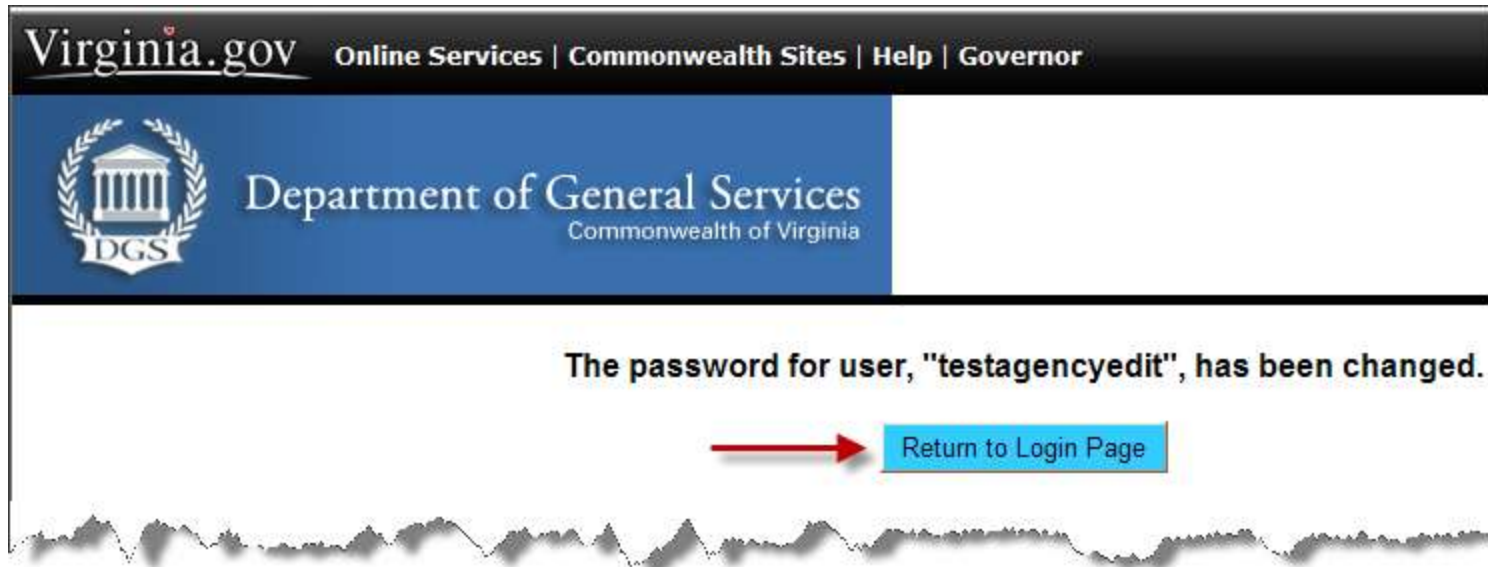 Virginia.gov Online Services | Commonwealth Sites | Help | Governor
Department of General Services
Commonwealth of Virginia
DGS
The password for user, "testagencyedit", has been changed.
Return to Login Page